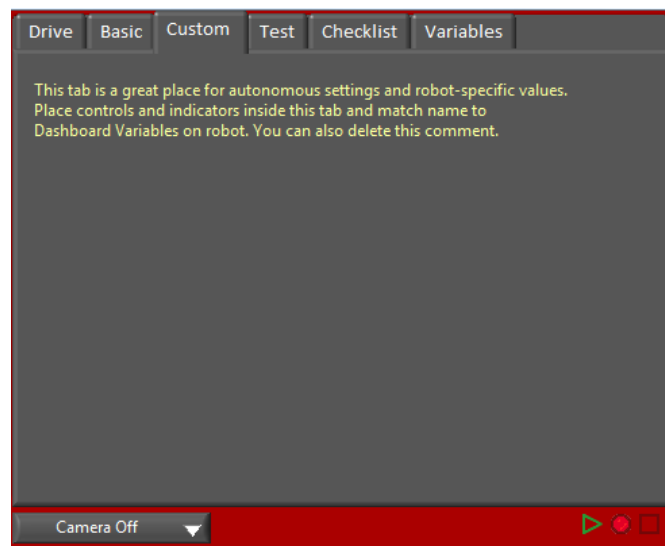 Drive Basic Custom Test Checklist Variables
This tab is a great place for autonomous settings and robot-specific values.
Place controls and indicators inside this tab and match name to
Dashboard Variables on robot. You can also delete this comment.
Camera Off